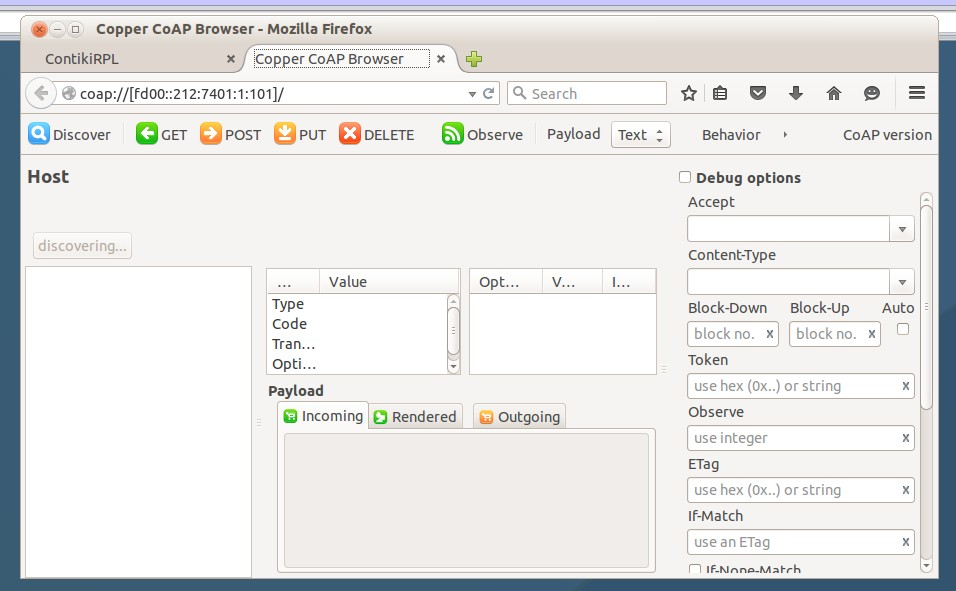 Copper CoAP Browser - Mozilla Firefox
ContikiRPL
Copper CoAP Browser
coap://[fd00::212:7401:1:101]/
Search
Discover GET POST PUT DELETE Observe Payload Text Behavior CoAP version
Host
Debug options
Accept
discovering...
Content-Type
... Value
Opt... V... I...
Type
Code
Tran...
Opti...
Block-Down Block-Up Auto
block no. x block no. x
Token
use hex (0x..) or string x
Payload
Incoming Rendered Outgoing
Observe
use integer x
ETag
use hex (0x..) or string x
If-Match
use an ETag x
If-None-Match